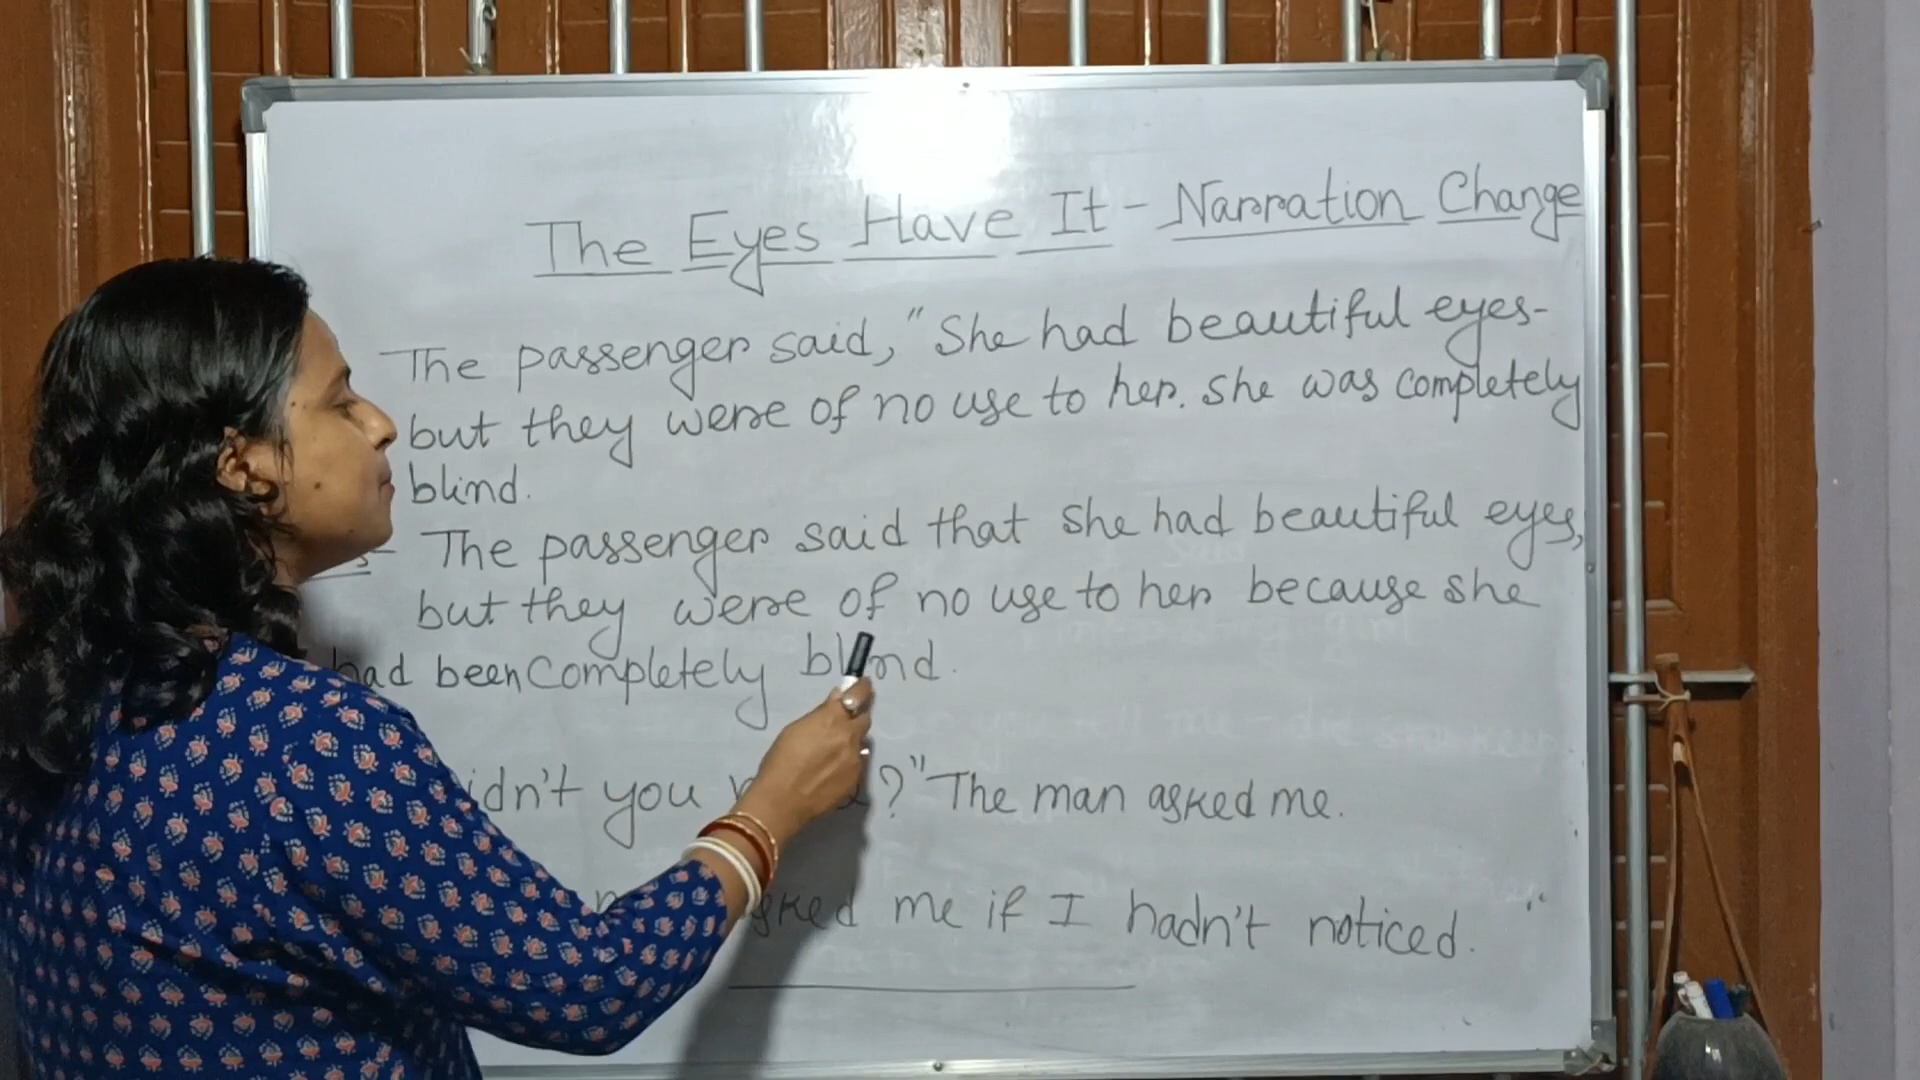 The Eyes Have It - Narration Change
The passenger said, "She had beautiful eyes-
but they were of no use to her. She was completely
blind.
The passenger said that she had beautiful eyes,
but they were of no use to her because she
had been completely blind.
you ?" The man asked me.
asked me if I hadn't noticed.